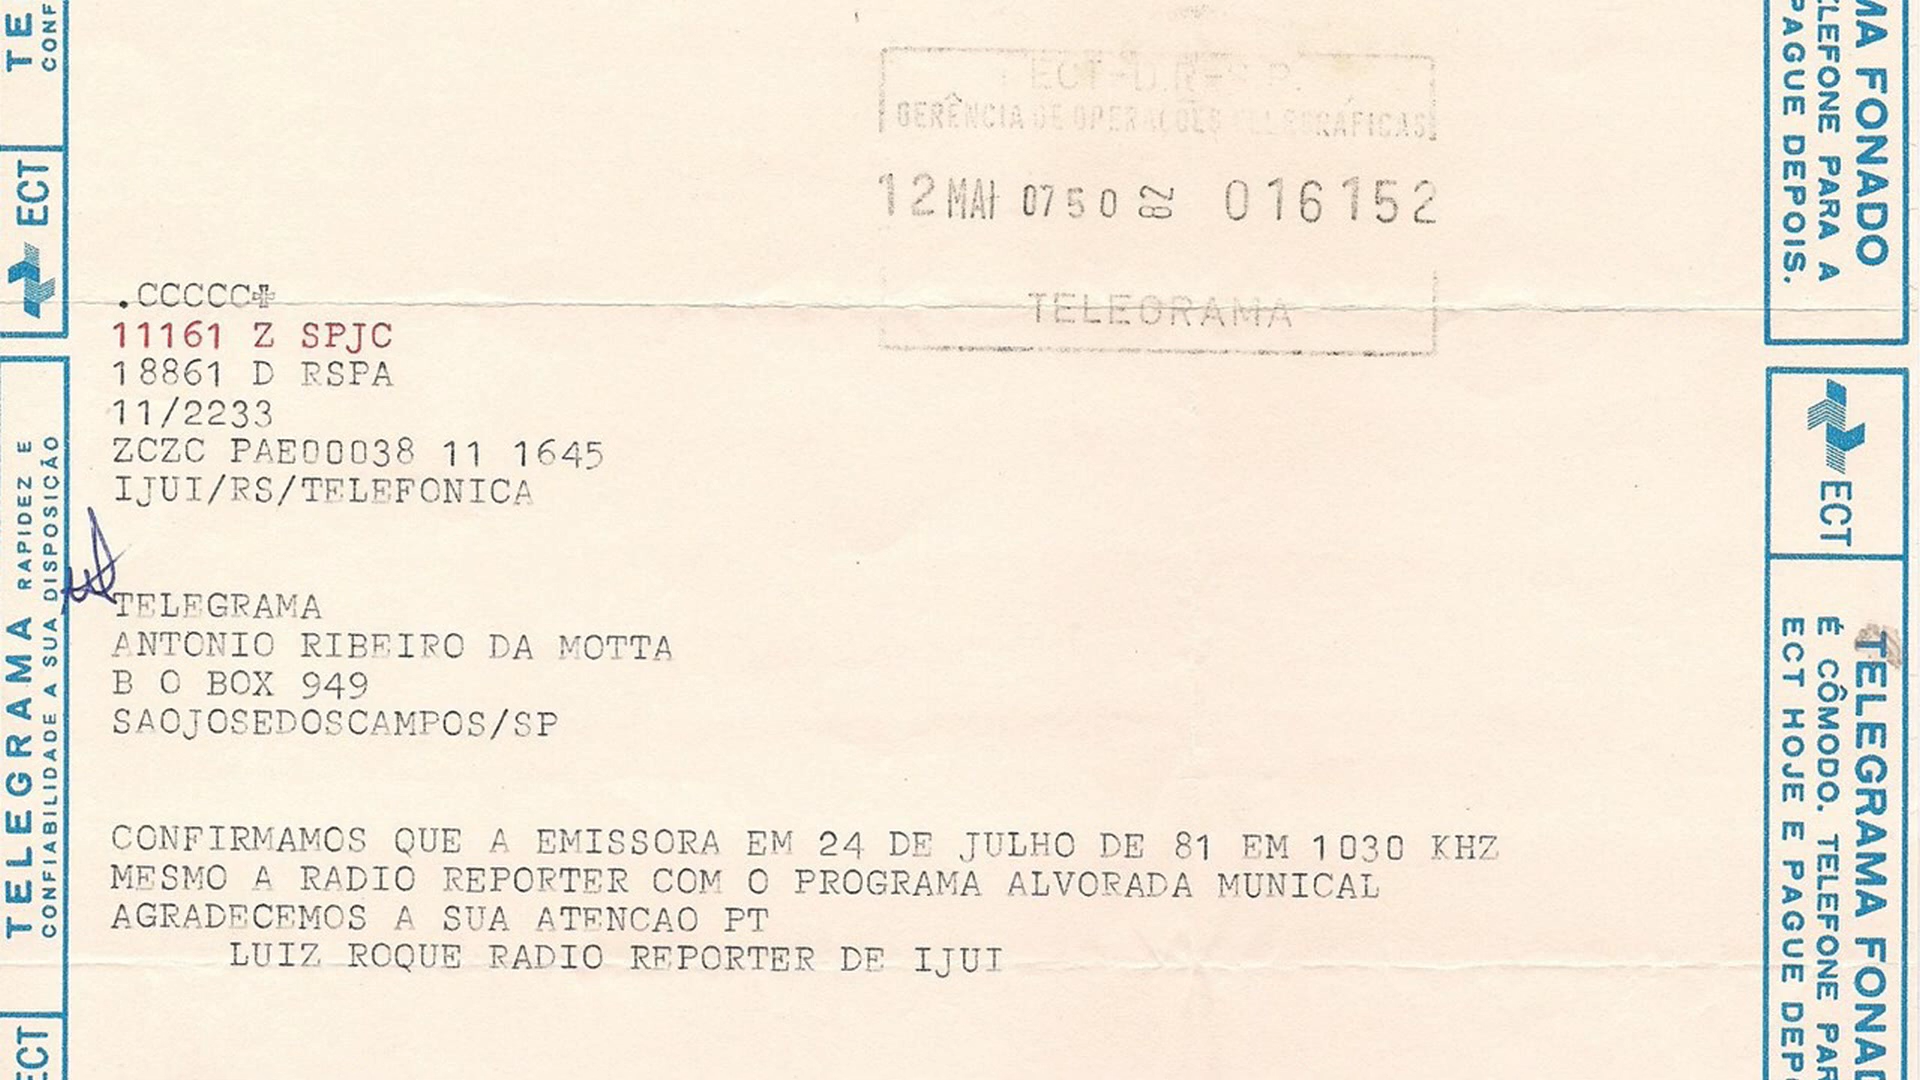 TE
CONF
ECT
TELEGRAMA RAPIDEZ E
CONFIABILIDADE A SUA DISPOSIÇÃO
ECT
GERÊNCIA DE OPERAÇÕES TELEGRÁFICAS
12 MAI 0750 82 016152
TELEGRAMA
.CCCCC+
11161 Z SPJC
18861 D RSPA
11/2233
ZCZC PAE00038 11 1645
IJUI/RS/TELEFONICA
TELEGRAMA
ANTONIO RIBEIRO DA MOTTA
B O BOX 949
SAOJOSEDOSCAMPOS/SP
CONFIRMAMOS QUE A EMISSORA EM 24 DE JULHO DE 81 EM 1030 KHZ
MESMO A RADIO REPORTER COM O PROGRAMA ALVORADA MUNICAL
AGRADECEMOS A SUA ATENCAO PT
LUIZ ROQUE RADIO REPORTER DE IJUI
MA FONADO
ELEFONE PARA A
PAGUE DEPOIS.
ECT
TELEGRAMA FONAD
É CÔMODO. TELEFONE PAR
ECT HOJE E PAGUE DEPO